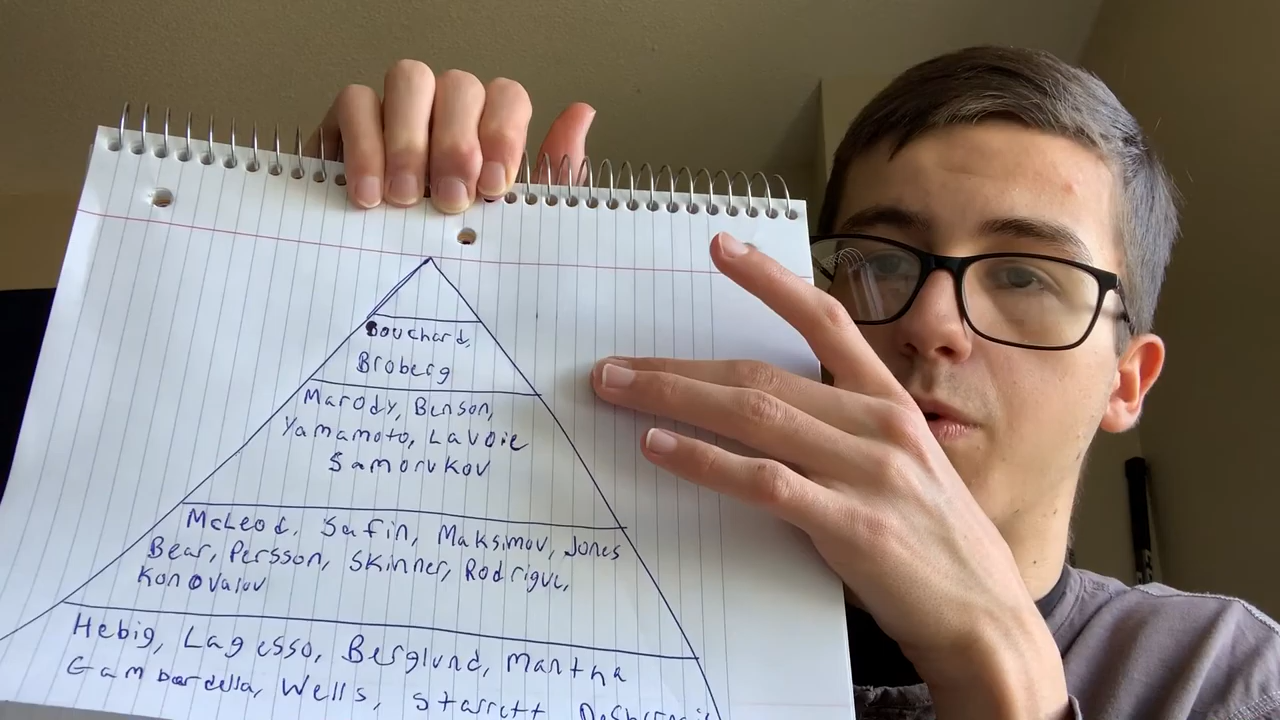 Bouchard,
Broberg
Marody, Benson,
Yamamoto, Lavoie
Samorukov
McLeod, Safin, Maksimov, Jones
Bear, Persson, Skinner, Rodrigue,
Konovalov
Hebig, Lagesso, Berglund, Mantha
Gambardella, Wells, Starrett